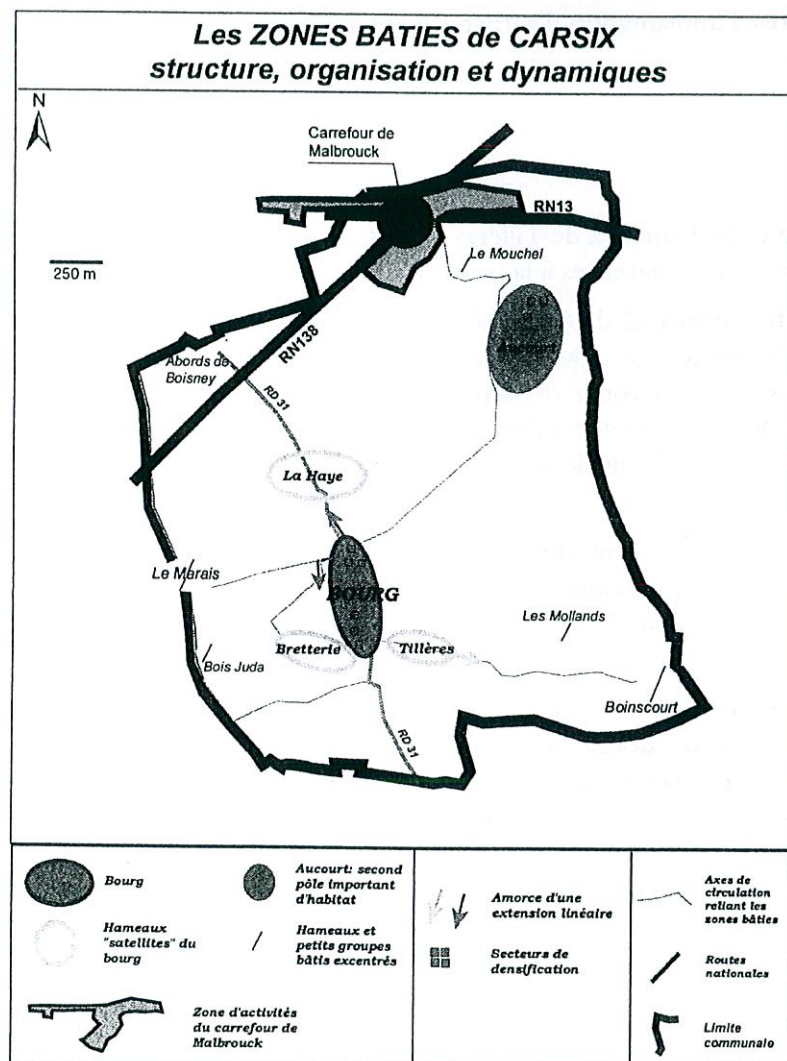 Les ZONES BATIES de CARSIX
structure, organisation et dynamiques
N
Carrefour de
Malbrouck
RN13
250 m
Le Mouchel
Aucourt
RN138
Abords de
Boisney
RD 31
La Haye
Le Marais
BOURG
Les Mollands
Bretterie
Tillères
Bois Juda
Boinscourt
RD 31
Bourg
Aucourt: second
pôle important
d'habitat
Hameaux
"satellites" du
bourg
Hameaux et
petits groupes
bâtis excentrés
Zone d'activités
du carrefour de
Malbrouck
Amorce d'une
extension linéaire
Secteurs de
densification
Axes de
circulation
reliant les
zones bâties
Routes
nationales
Limite
communale